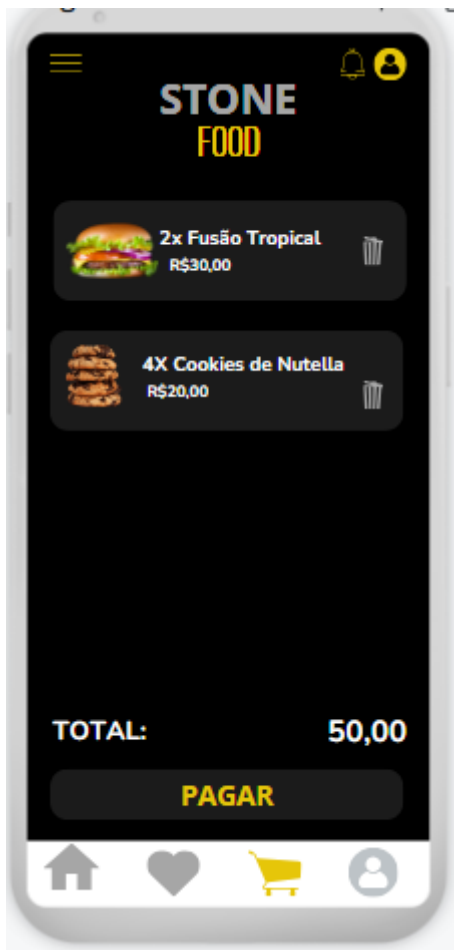 STONE
FOOD
2x Fusão Tropical
R$30,00
4X Cookies de Nutella
R$20,00
TOTAL: 50,00
PAGAR